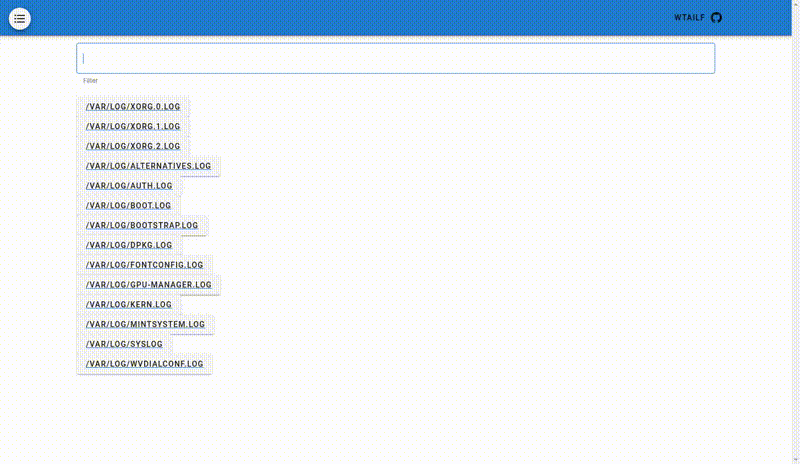 WTAILF
Filter
/VAR/LOG/XORG.0.LOG
/VAR/LOG/XORG.1.LOG
/VAR/LOG/XORG.2.LOG
/VAR/LOG/ALTERNATIVES.LOG
/VAR/LOG/AUTH.LOG
/VAR/LOG/BOOT.LOG
/VAR/LOG/BOOTSTRAP.LOG
/VAR/LOG/DPKG.LOG
/VAR/LOG/FONTCONFIG.LOG
/VAR/LOG/GPU-MANAGER.LOG
/VAR/LOG/KERN.LOG
/VAR/LOG/MINTSYSTEM.LOG
/VAR/LOG/SYSLOG
/VAR/LOG/WVDIALCONF.LOG